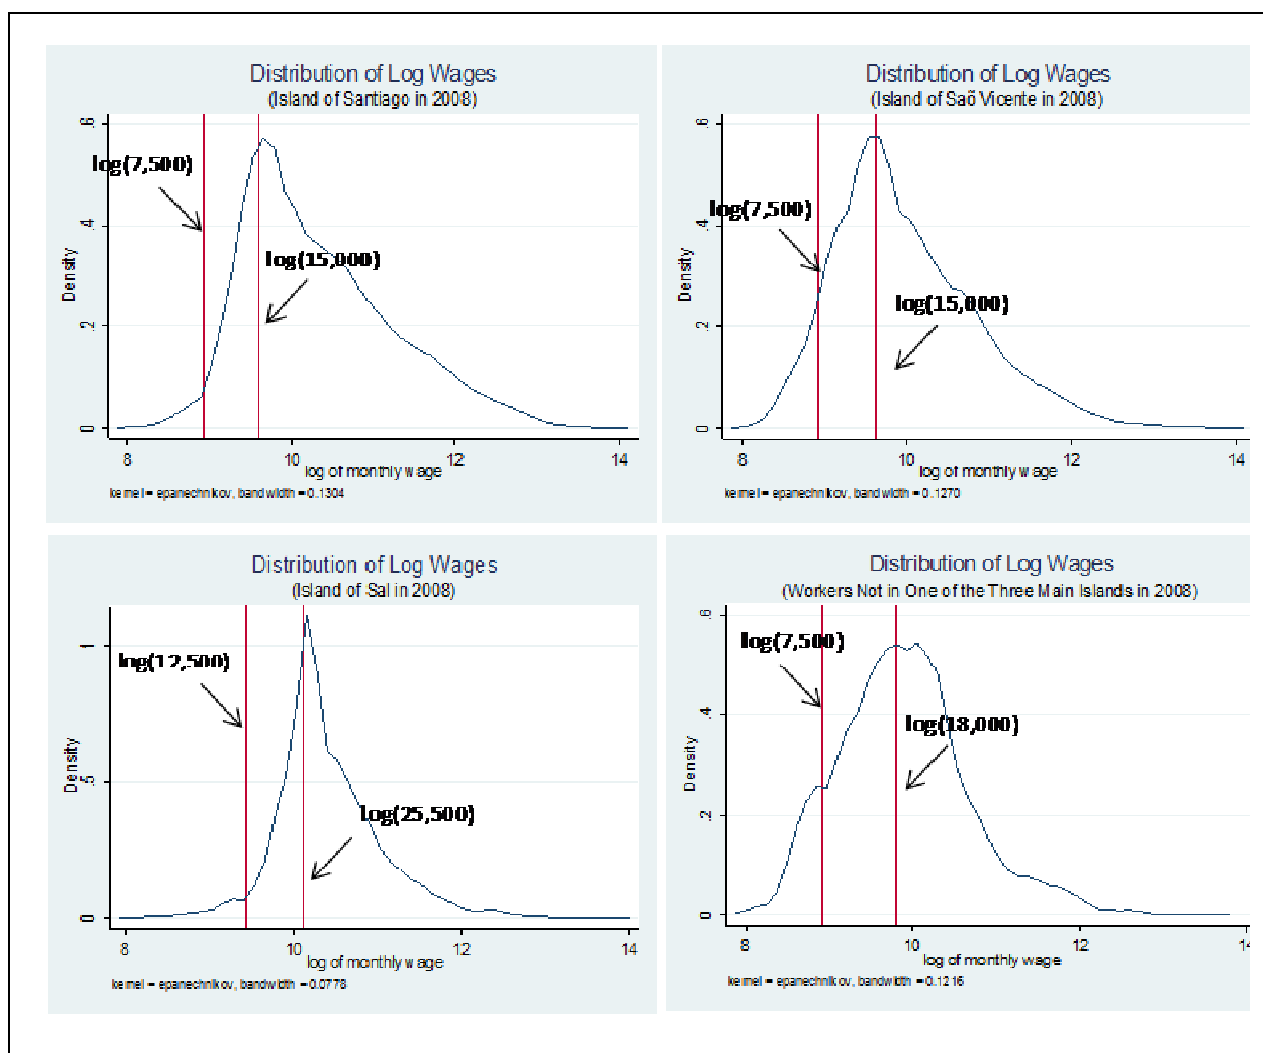 Distribution of Log Wages
(Island of Santiago in 2008)
.6
log(7,500)
.4
log(15,000)
Density
.2
0
8 10 12 14
log of monthly wage
kernel = epanechnikov, bandwidth = 0.1304
Distribution of Log Wages
(Island of Saõ Vicente in 2008)
.6
log(7,500)
.4
Density
log(15,000)
.2
0
8 10 12 14
log of monthly wage
kernel = epanechnikov, bandwidth = 0.1270
Distribution of Log Wages
(Island of Sal in 2008)
1
log(12,500)
Density
.5
log(25,500)
0
8 10 12 14
log of monthly wage
kernel = epanechnikov, bandwidth = 0.0778
Distribution of Log Wages
(Workers Not in One of the Three Main Islands in 2008)
.6
log(7,500)
.4
log(18,000)
Density
.2
0
8 10 12 14
log of monthly wage
kernel = epanechnikov, bandwidth = 0.1216